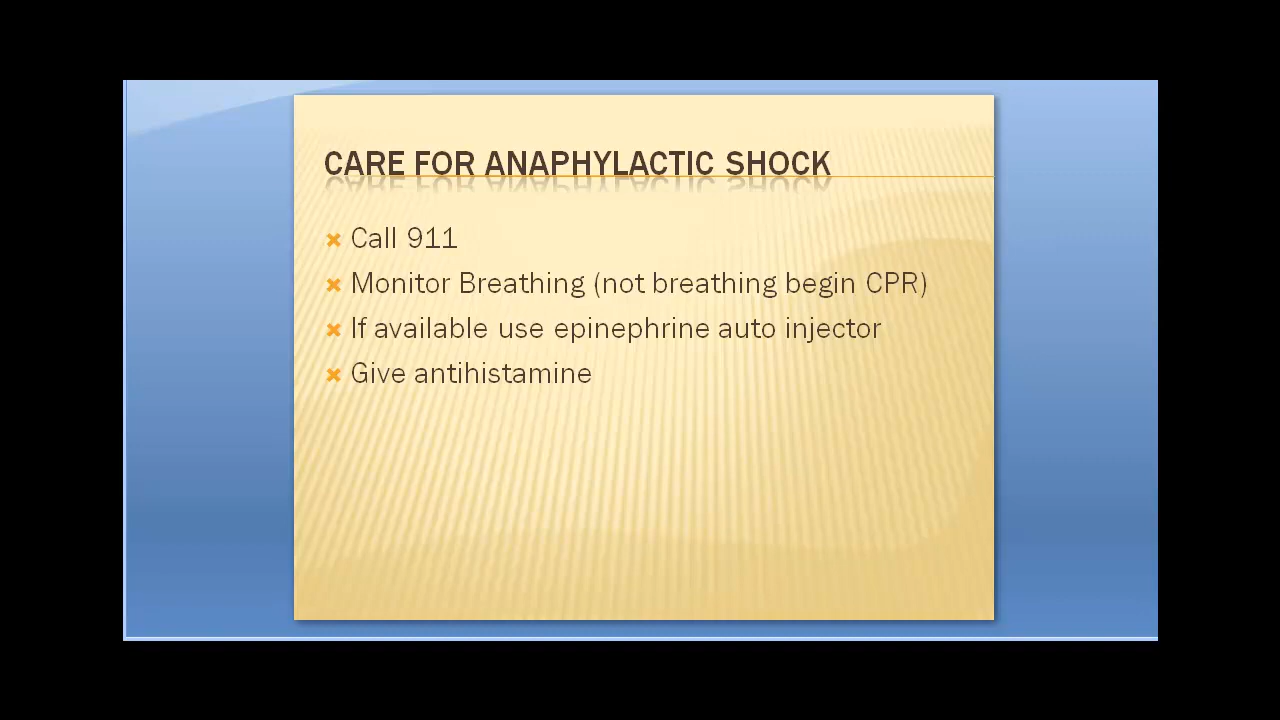 CARE FOR ANAPHYLACTIC SHOCK
Call 911
Monitor Breathing (not breathing begin CPR)
If available use epinephrine auto injector
Give antihistamine